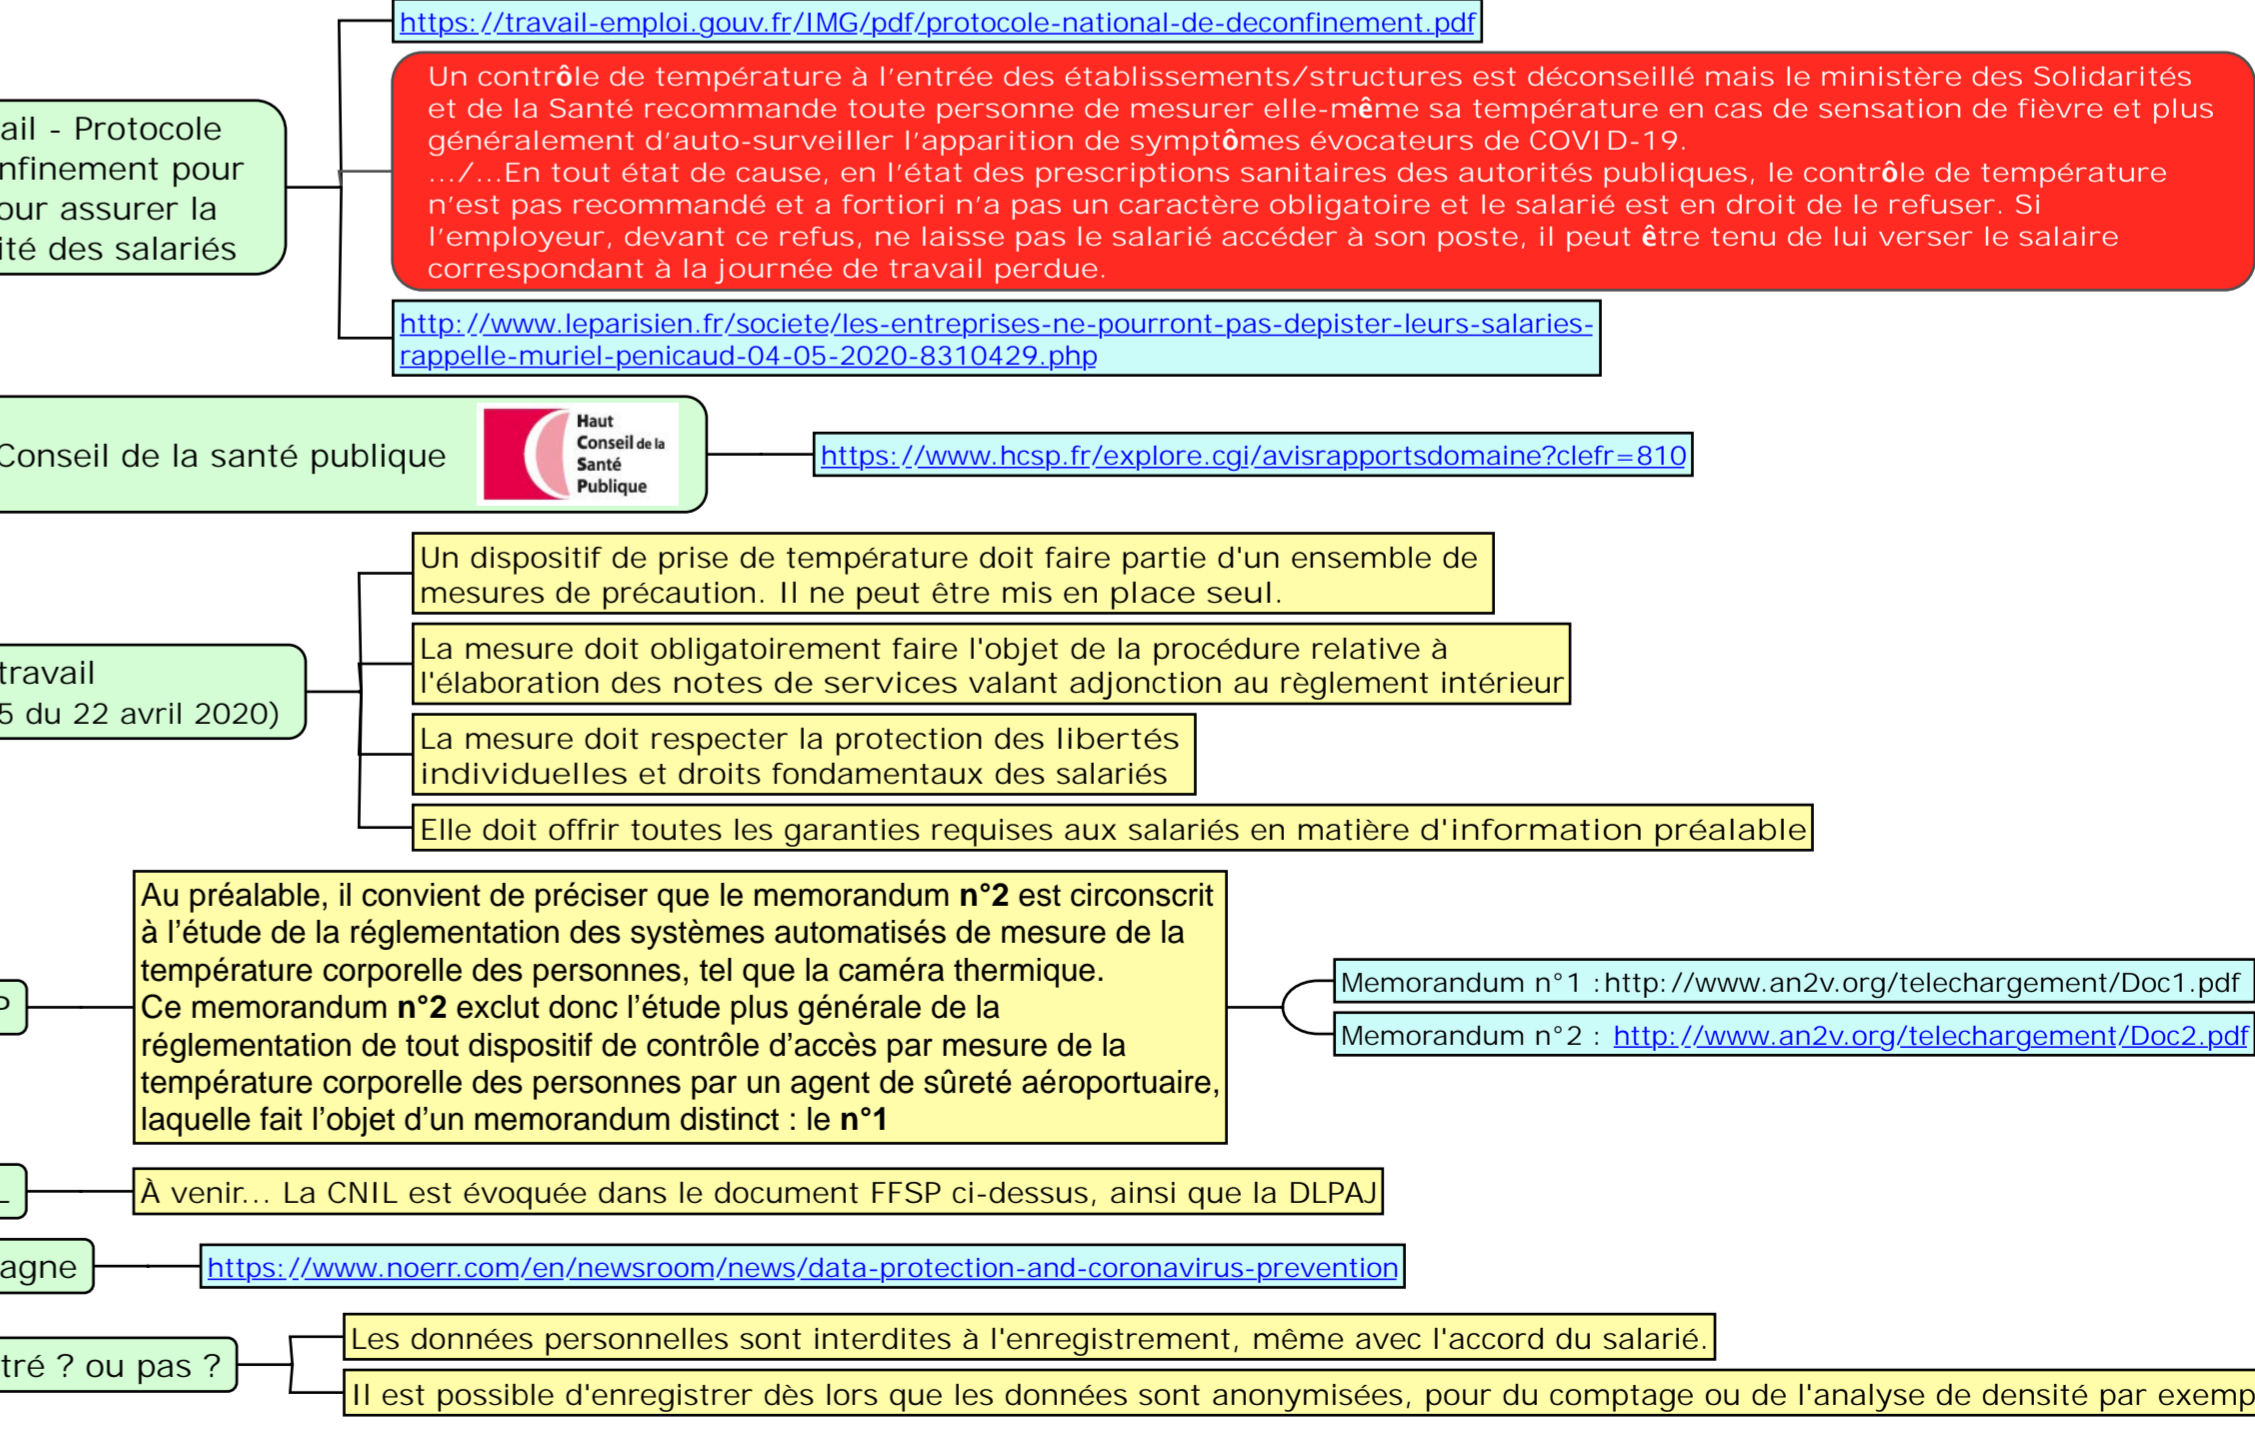 https://travail-emploi.gouv.fr/IMG/pdf/protocole-national-de-deconfinement.pdf
ail - Protocole
nfinement pour
our assurer la
ité des salariés
Un contrôle de température à l'entrée des établissements/structures est déconseillé mais le ministère des Solidarités
et de la Santé recommande toute personne de mesurer elle-même sa température en cas de sensation de fièvre et plus
généralement d'auto-surveiller l'apparition de symptômes évocateurs de COVID-19.
.../...En tout état de cause, en l'état des prescriptions sanitaires des autorités publiques, le contrôle de température
n'est pas recommandé et a fortiori n'a pas un caractère obligatoire et le salarié est en droit de le refuser. Si
l'employeur, devant ce refus, ne laisse pas le salarié accéder à son poste, il peut être tenu de lui verser le salaire
correspondant à la journée de travail perdue.
http://www.leparisien.fr/societe/les-entreprises-ne-pourront-pas-depister-leurs-salaries-
rappelle-muriel-penicaud-04-05-2020-8310429.php
Conseil de la santé publique
Haut
Conseil de la
Santé
Publique
https://www.hcsp.fr/explore.cgi/avisrapportsdomaine?clefr=810
travail
5 du 22 avril 2020)
Un dispositif de prise de température doit faire partie d'un ensemble de
mesures de précaution. Il ne peut être mis en place seul.
La mesure doit obligatoirement faire l'objet de la procédure relative à
l'élaboration des notes de services valant adjonction au règlement intérieur
La mesure doit respecter la protection des libertés
individuelles et droits fondamentaux des salariés
Elle doit offrir toutes les garanties requises aux salariés en matière d'information préalable
P
Au préalable, il convient de préciser que le memorandum n°2 est circonscrit
à l'étude de la réglementation des systèmes automatisés de mesure de la
température corporelle des personnes, tel que la caméra thermique.
Ce memorandum n°2 exclut donc l'étude plus générale de la
réglementation de tout dispositif de contrôle d'accès par mesure de la
température corporelle des personnes par un agent de sûreté aéroportuaire,
laquelle fait l'objet d'un memorandum distinct : le n°1
Memorandum n°1 :http://www.an2v.org/telechargement/Doc1.pdf
Memorandum n°2 : http://www.an2v.org/telechargement/Doc2.pdf
L
À venir... La CNIL est évoquée dans le document FFSP ci-dessus, ainsi que la DLPAJ
agne
https://www.noerr.com/en/newsroom/news/data-protection-and-coronavirus-prevention
tré ? ou pas ?
Les données personnelles sont interdites à l'enregistrement, même avec l'accord du salarié.
Il est possible d'enregistrer dès lors que les données sont anonymisées, pour du comptage ou de l'analyse de densité par exemp